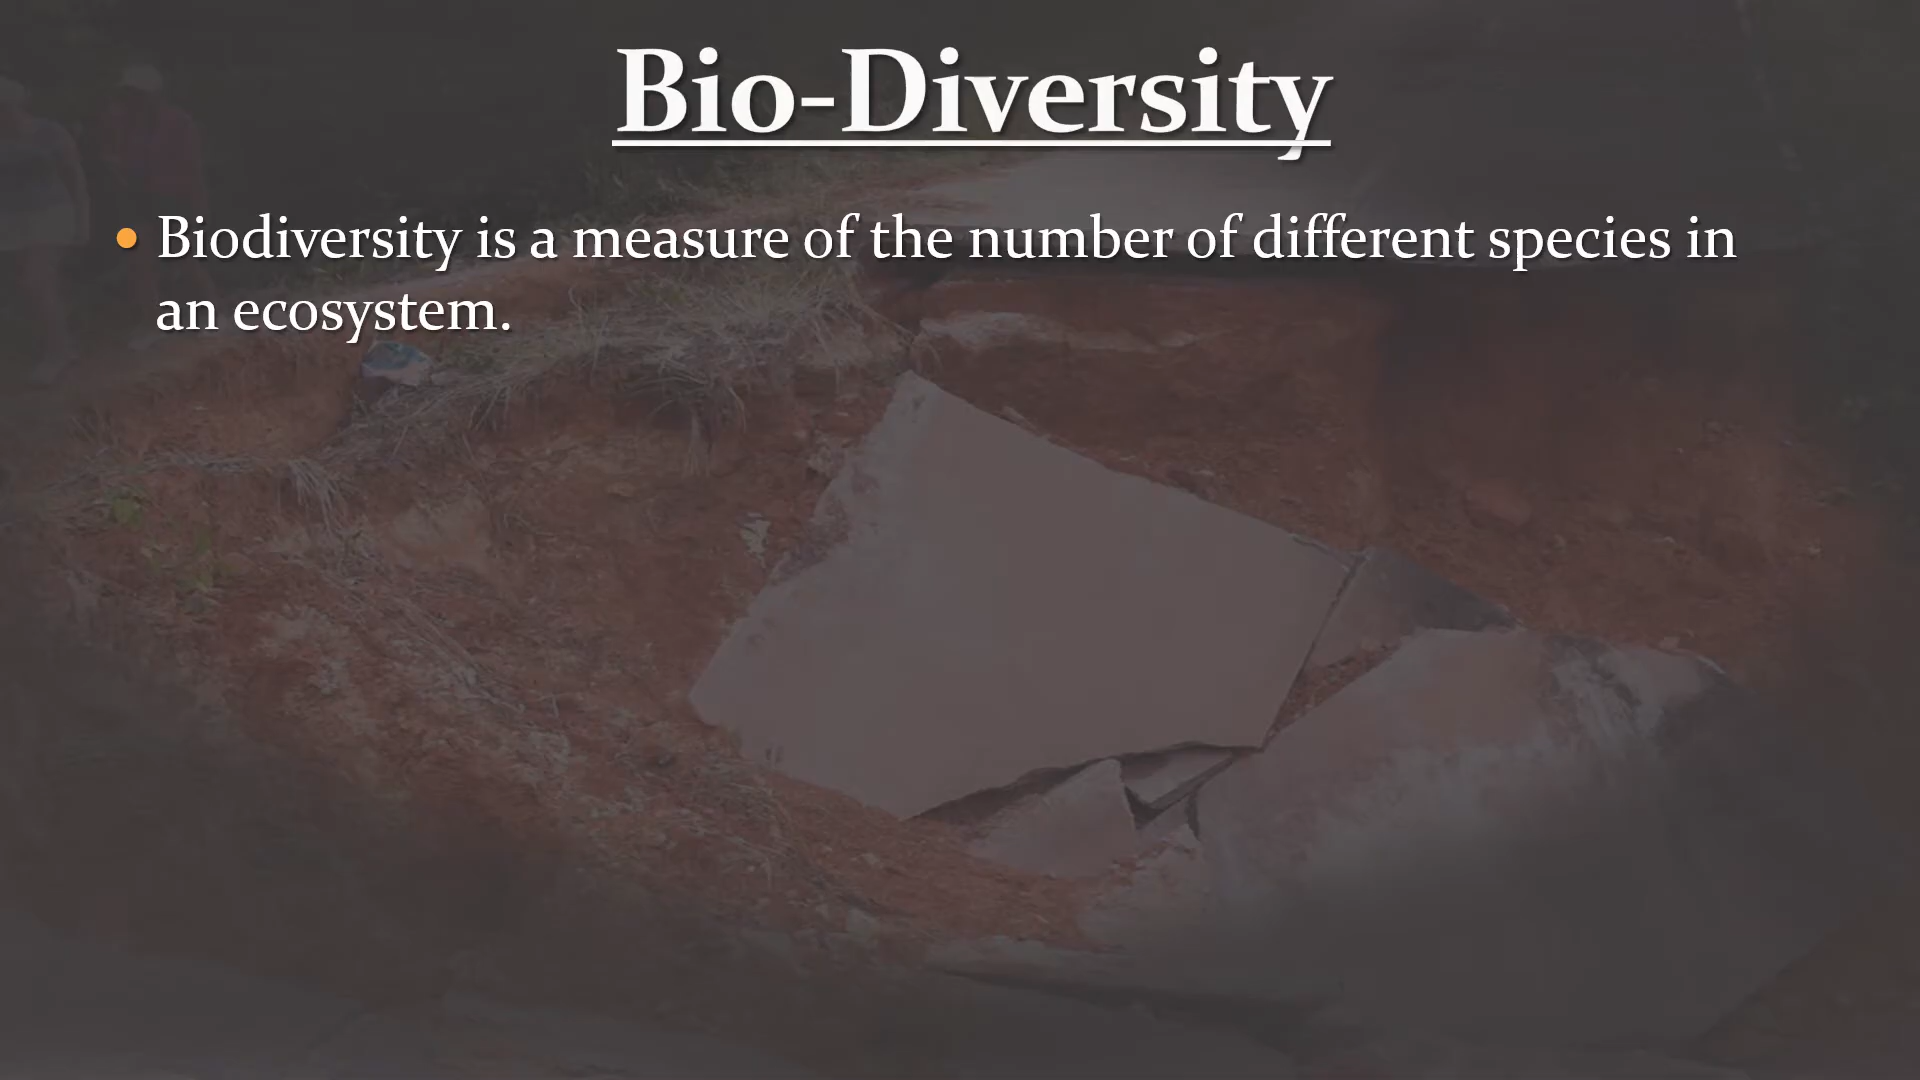 Bio-Diversity
• Biodiversity is a measure of the number of different species in
an ecosystem.